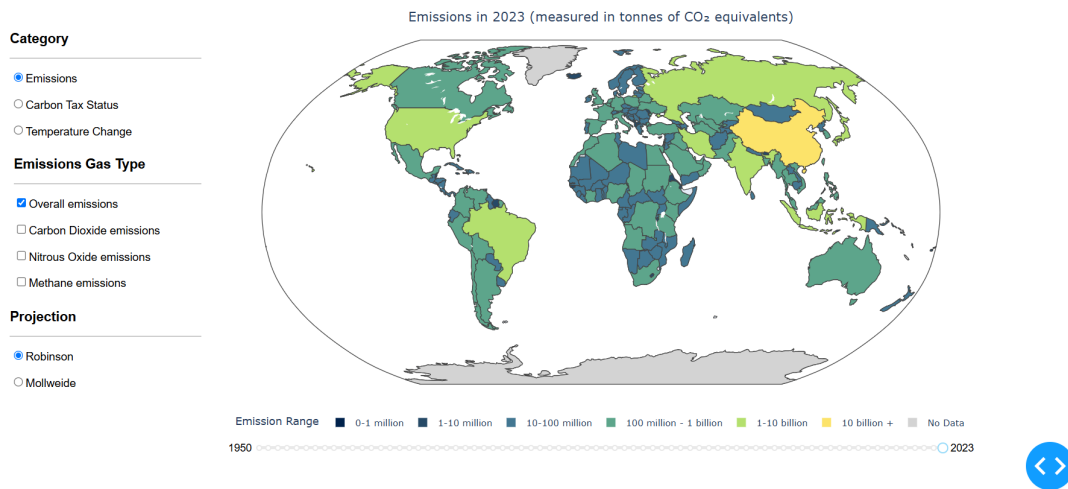 Emissions in 2023 (measured in tonnes of CO₂ equivalents)
Category
Emissions
Carbon Tax Status
Temperature Change
Emissions Gas Type
Overall emissions
Carbon Dioxide emissions
Nitrous Oxide emissions
Methane emissions
Projection
Robinson
Mollweide
Emission Range 0-1 million 1-10 million 10-100 million 100 million - 1 billion 1-10 billion 10 billion + No Data
1950 2023